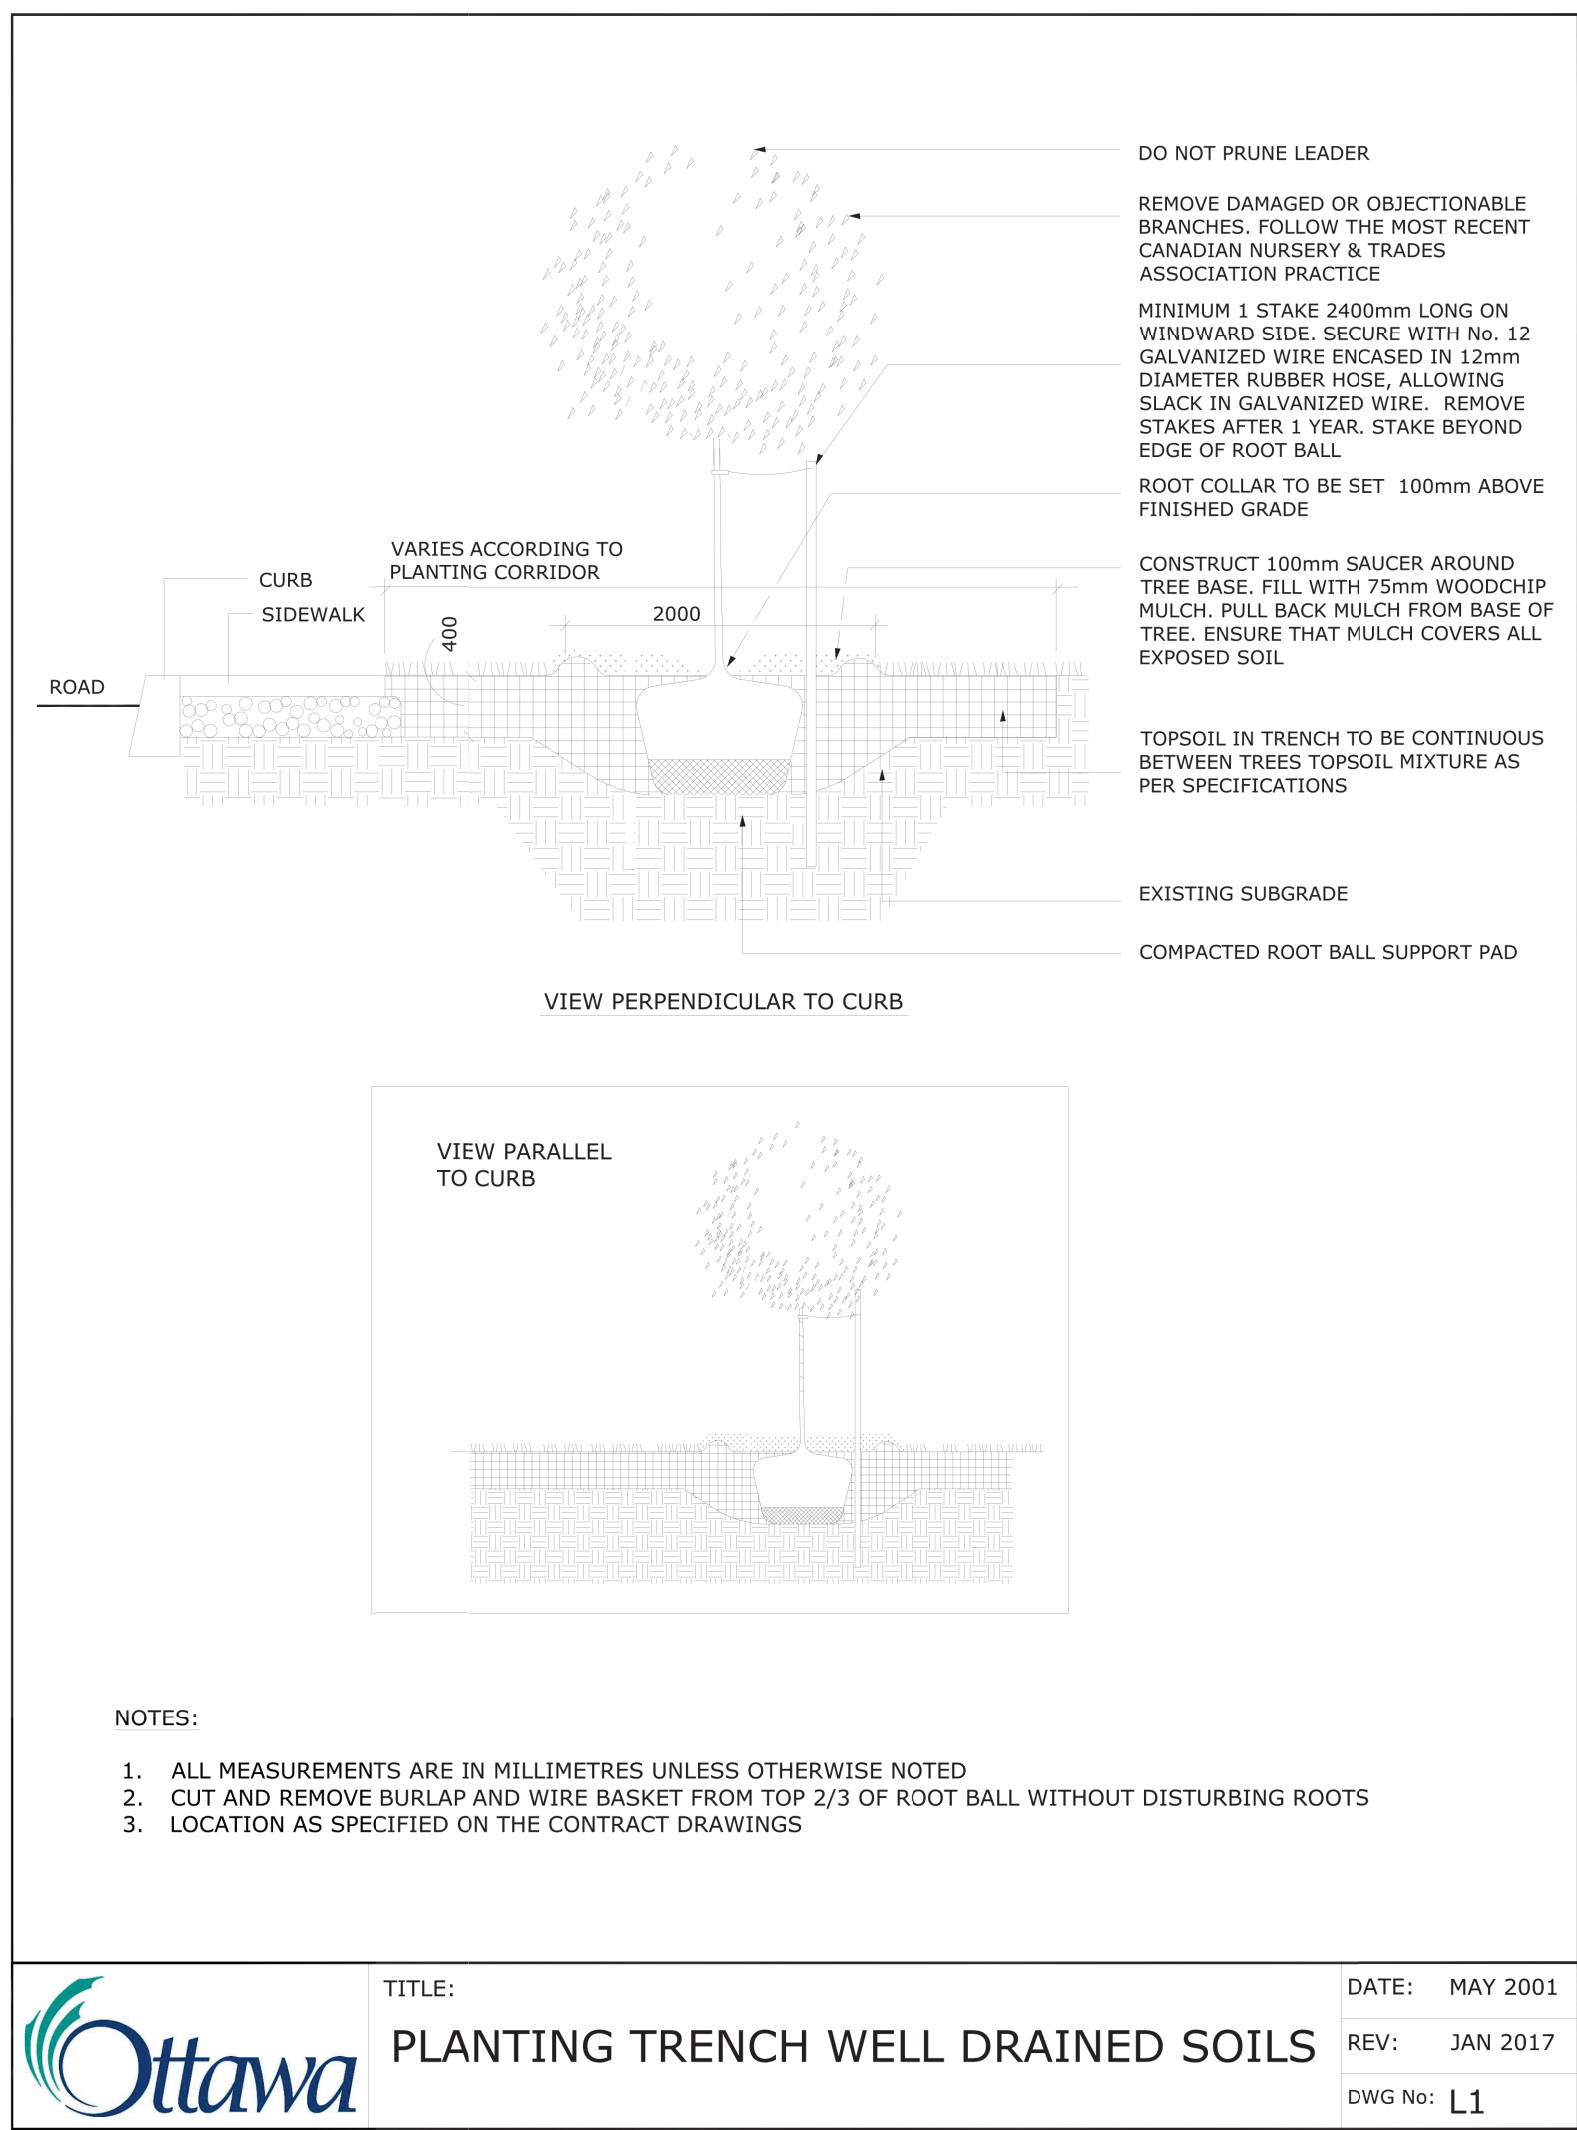 DO NOT PRUNE LEADER
REMOVE DAMAGED OR OBJECTIONABLE
BRANCHES. FOLLOW THE MOST RECENT
CANADIAN NURSERY & TRADES
ASSOCIATION PRACTICE
MINIMUM 1 STAKE 2400mm LONG ON
WINDWARD SIDE. SECURE WITH No. 12
GALVANIZED WIRE ENCASED IN 12mm
DIAMETER RUBBER HOSE, ALLOWING
SLACK IN GALVANIZED WIRE. REMOVE
STAKES AFTER 1 YEAR. STAKE BEYOND
EDGE OF ROOT BALL
ROOT COLLAR TO BE SET 100mm ABOVE
FINISHED GRADE
VARIES ACCORDING TO
PLANTING CORRIDOR
CURB
SIDEWALK
400
2000
ROAD
CONSTRUCT 100mm SAUCER AROUND
TREE BASE. FILL WITH 75mm WOODCHIP
MULCH. PULL BACK MULCH FROM BASE OF
TREE. ENSURE THAT MULCH COVERS ALL
EXPOSED SOIL
TOPSOIL IN TRENCH TO BE CONTINUOUS
BETWEEN TREES TOPSOIL MIXTURE AS
PER SPECIFICATIONS
EXISTING SUBGRADE
COMPACTED ROOT BALL SUPPORT PAD
VIEW PERPENDICULAR TO CURB
VIEW PARALLEL
TO CURB
NOTES:
1. ALL MEASUREMENTS ARE IN MILLIMETRES UNLESS OTHERWISE NOTED
2. CUT AND REMOVE BURLAP AND WIRE BASKET FROM TOP 2/3 OF ROOT BALL WITHOUT DISTURBING ROOTS
3. LOCATION AS SPECIFIED ON THE CONTRACT DRAWINGS
Ottawa
TITLE:
PLANTING TRENCH WELL DRAINED SOILS
DATE: MAY 2001
REV: JAN 2017
DWG No: L1